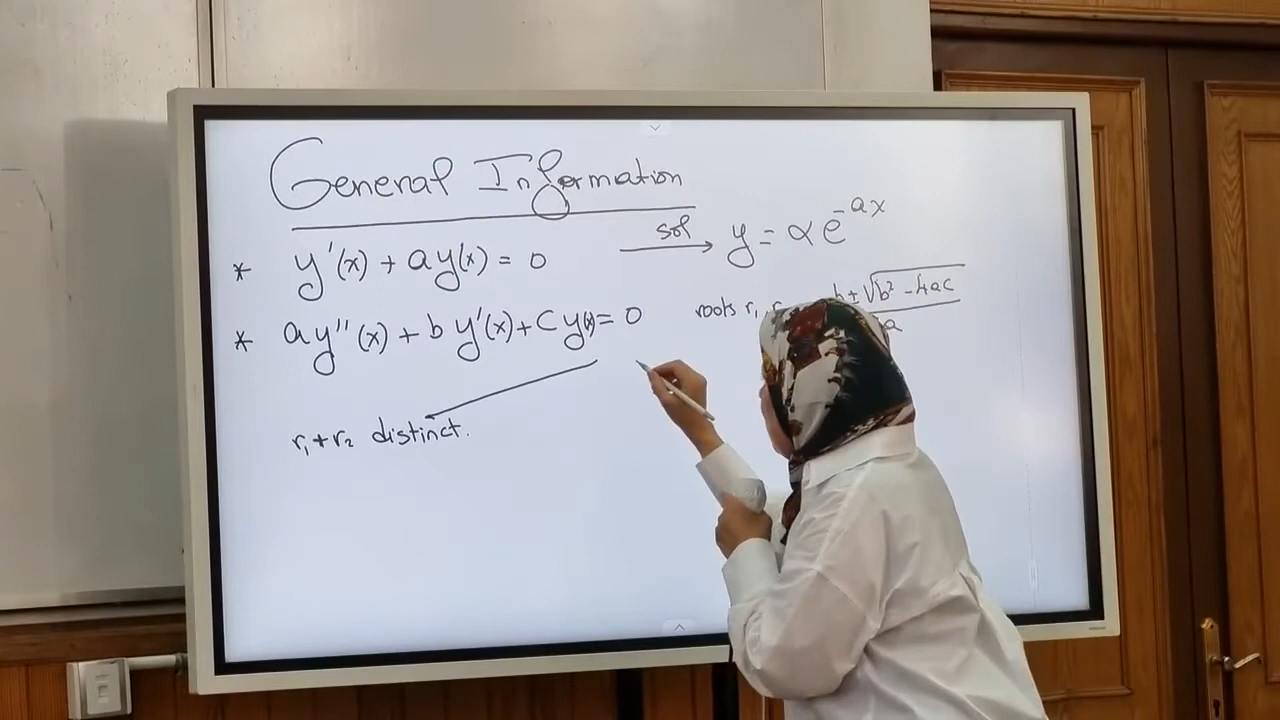 General Information
* y'(x) + ay(x) = 0 sol y = αe^{-ax}
* ay''(x) + by'(x) + Cy(x) = 0 roots r₁, b ± √(b² - 4ac)
a
r₁ + r₂ distinct.